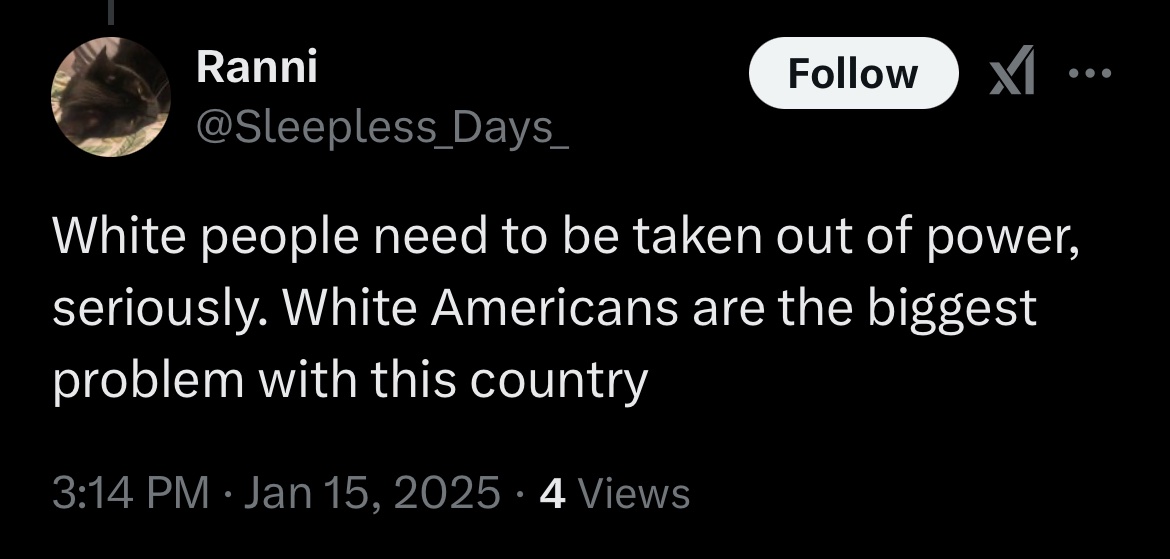 Ranni
Follow
@Sleepless_Days_
White people need to be taken out of power,
seriously. White Americans are the biggest
problem with this country
3:14 PM · Jan 15, 2025 · 4 Views